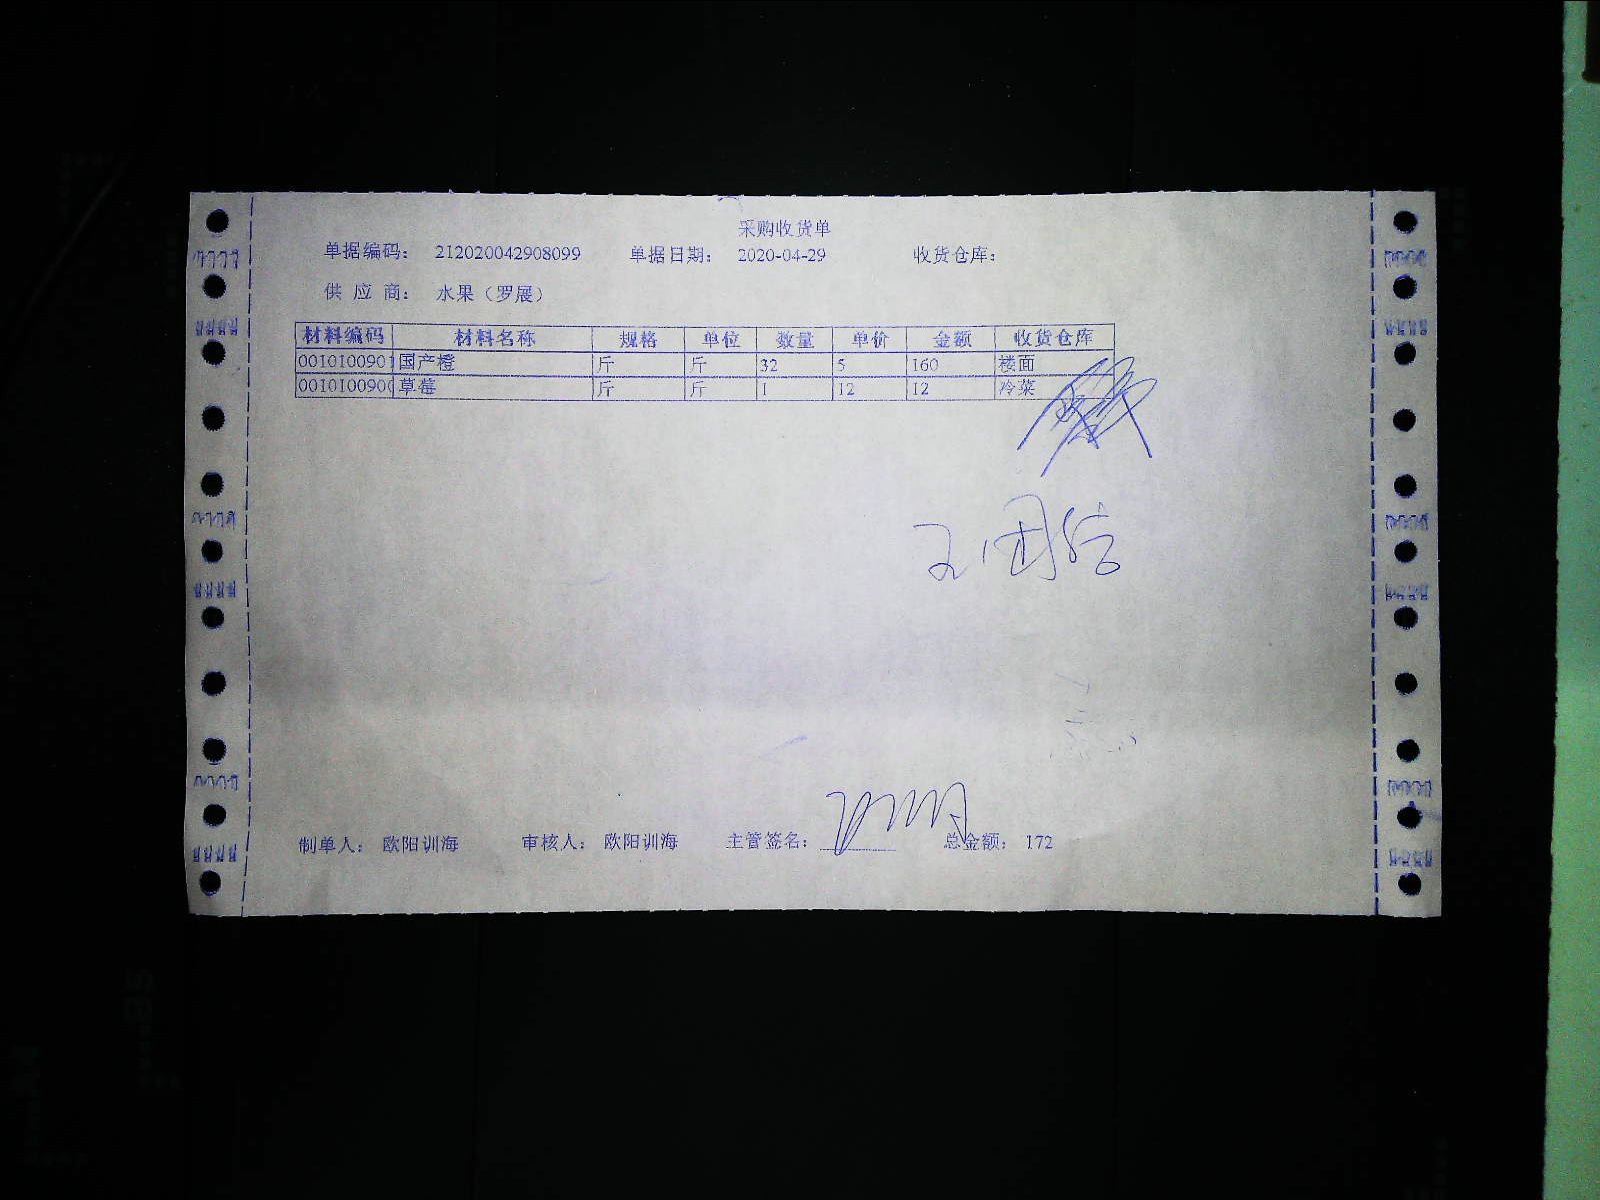 采购收货单
单据编码： 212020042908099 单据日期： 2020-04-29 收货仓库：
供 应 商： 水果（罗展）
材料编码 材料名称 规格 单位 数量 单价 金额 收货仓库
0010100901 国产橙 斤 斤 32 5 160 楼面
0010100900 草莓 斤 斤 1 12 12 冷菜
制单人： 欧阳训海 审核人： 欧阳训海 主管签名： 总金额： 172